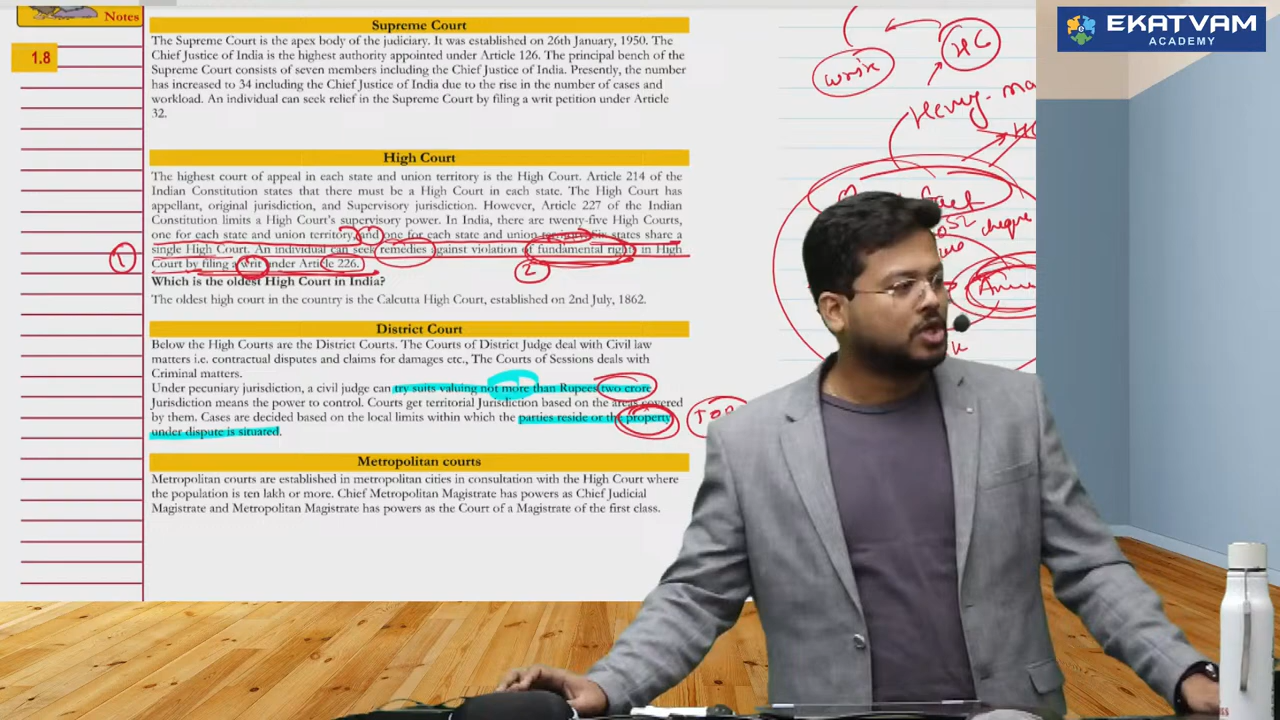 Notes
EKATVAM
ACADEMY
1.8
Supreme Court
The Supreme Court is the apex body of the judiciary. It was established on 26th January, 1950. The
Chief Justice of India is the highest authority appointed under Article 126. The principal bench of the
Supreme Court consists of seven members including the Chief Justice of India. Presently, the number
has increased to 34 including the Chief Justice of India due to the rise in the number of cases and
workload. An individual can seek relief in the Supreme Court by filing a writ petition under Article
32.
HC
High Court
The highest court of appeal in each state and union territory is the High Court. Article 214 of the
Indian Constitution states that there must be a High Court in each state. The High Court has
appellant, original jurisdiction, and Supervisory jurisdiction. However, Article 227 of the Indian
Constitution limits a High Court's supervisory power. In India, there are twenty-five High Courts,
one for each state and union territory, and one for each state and union
share a
single High Court. An individual can seek remedies against violation of fundamental rights in High
Court by filing a writ under Article 226.
1
2
Which is the oldest High Court in India?
The oldest high court in the country is the Calcutta High Court, established on 2nd July, 1862.
District Court
Below the High Courts are the District Courts. The Courts of District Judge deal with Civil law
matters i.e. contractual disputes and claims for damages etc., The Courts of Sessions deals with
Criminal matters.
Under pecuniary jurisdiction, a civil judge can try suits valuing not more than Rupees two crore
Jurisdiction means the power to control. Courts get territorial Jurisdiction based on the areas covered
by them. Cases are decided based on the local limits within which the parties reside or the property
under dispute is situated.
Metropolitan courts
Metropolitan courts are established in metropolitan cities in consultation with the High Court where
the population is ten lakh or more. Chief Metropolitan Magistrate has powers as Chief Judicial
Magistrate and Metropolitan Magistrate has powers as the Court of a Magistrate of the first class.